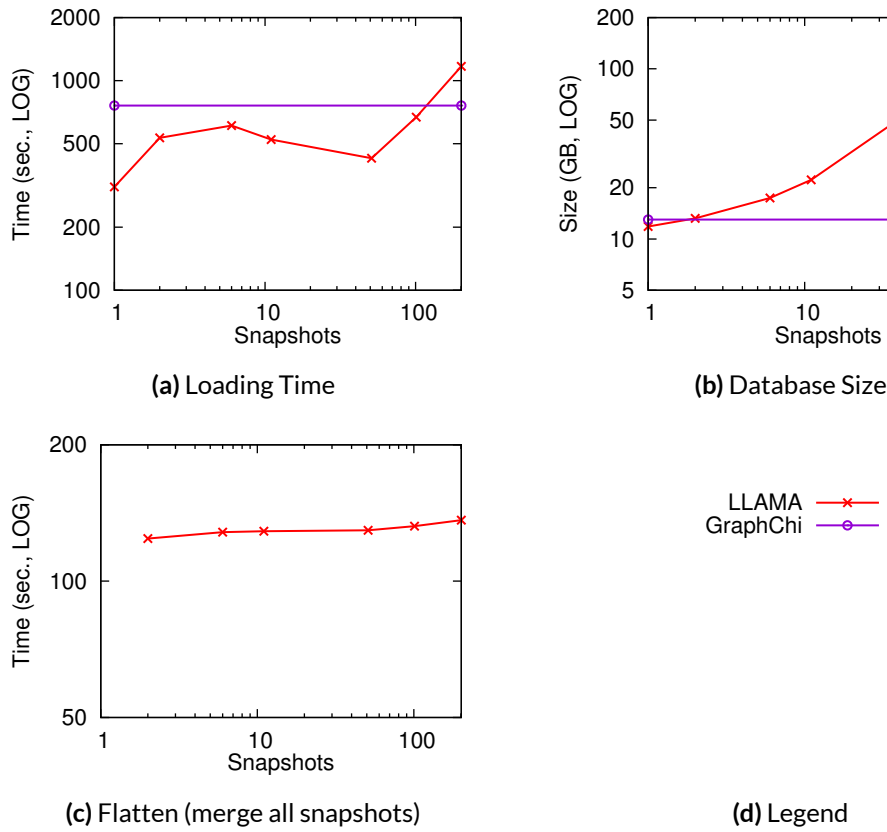 2000
1000
500
200
100
Time (sec., LOG)
1 10 100
Snapshots
(a) Loading Time
200
100
50
20
10
5
Size (GB, LOG)
1 10
Snapshots
(b) Database Size
200
100
50
Time (sec., LOG)
1 10 100
Snapshots
(c) Flatten (merge all snapshots)
LLAMA
GraphChi
(d) Legend